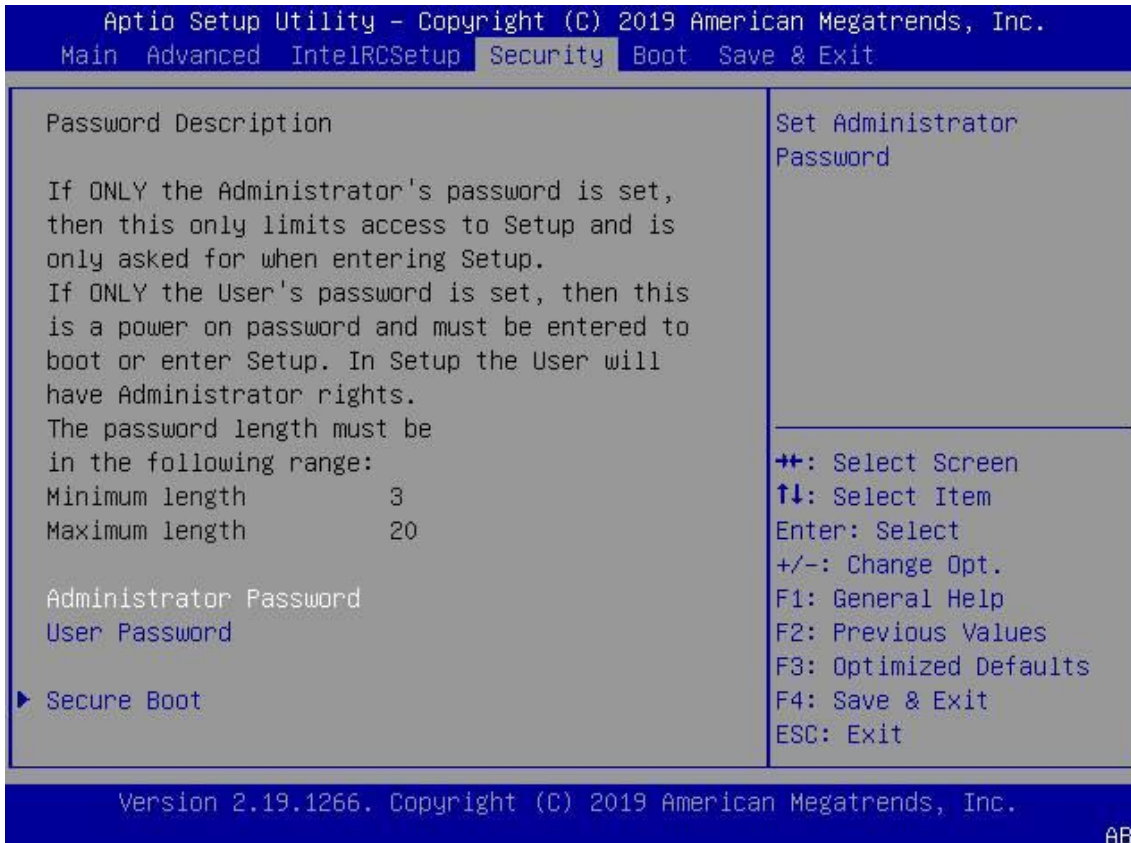 Aptio Setup Utility – Copyright (C) 2019 American Megatrends, Inc.
Main Advanced IntelRCSetup Security Boot Save & Exit
Password Description
If ONLY the Administrator's password is set,
then this only limits access to Setup and is
only asked for when entering Setup.
If ONLY the User's password is set, then this
is a power on password and must be entered to
boot or enter Setup. In Setup the User will
have Administrator rights.
The password length must be
in the following range:
Minimum length 3
Maximum length 20
Administrator Password
User Password
Secure Boot
Set Administrator
Password
→←: Select Screen
↑↓: Select Item
Enter: Select
+/-: Change Opt.
F1: General Help
F2: Previous Values
F3: Optimized Defaults
F4: Save & Exit
ESC: Exit
Version 2.19.1266. Copyright (C) 2019 American Megatrends, Inc.